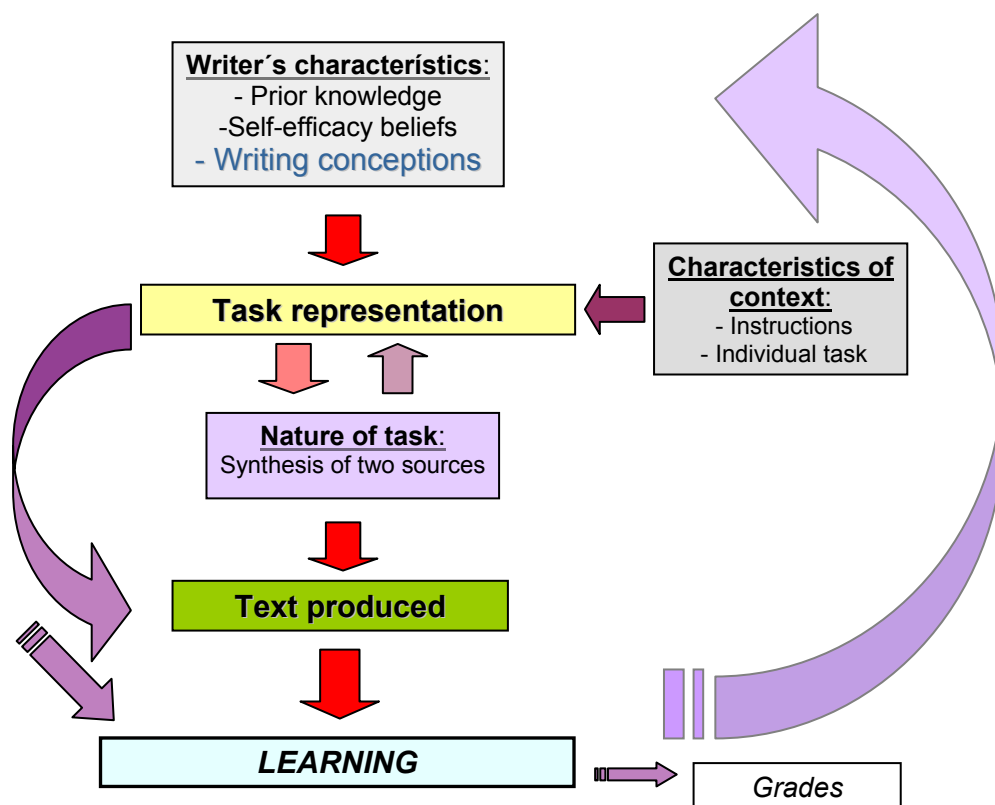 Writer´s characterístics:
- Prior knowledge
-Self-efficacy beliefs
- Writing conceptions
Task representation
Characteristics of
context:
- Instructions
- Individual task
Nature of task:
Synthesis of two sources
Text produced
LEARNING
Grades